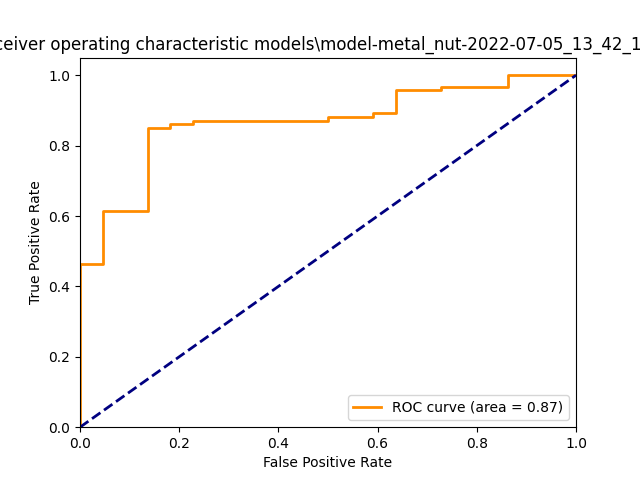 ceiver operating characteristic models\model-metal_nut-2022-07-05_13_42_1
1.0
0.8
0.6
0.4
0.2
0.0
True Positive Rate
ROC curve (area = 0.87)
0.0 0.2 0.4 0.6 0.8 1.0
False Positive Rate